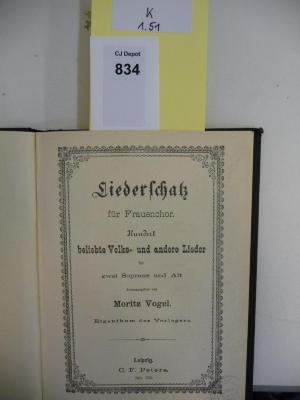 K
1.51
CJ Depot
834
Liederschatz
für Frauenchor.
Hundert
beliebte Volks- und andere Lieder
für
zwei Soprane und Alt
herausgegeben von
Moritz Vogel.
Eigenthum des Verlegers.
Leipzig
C. F. Peters.